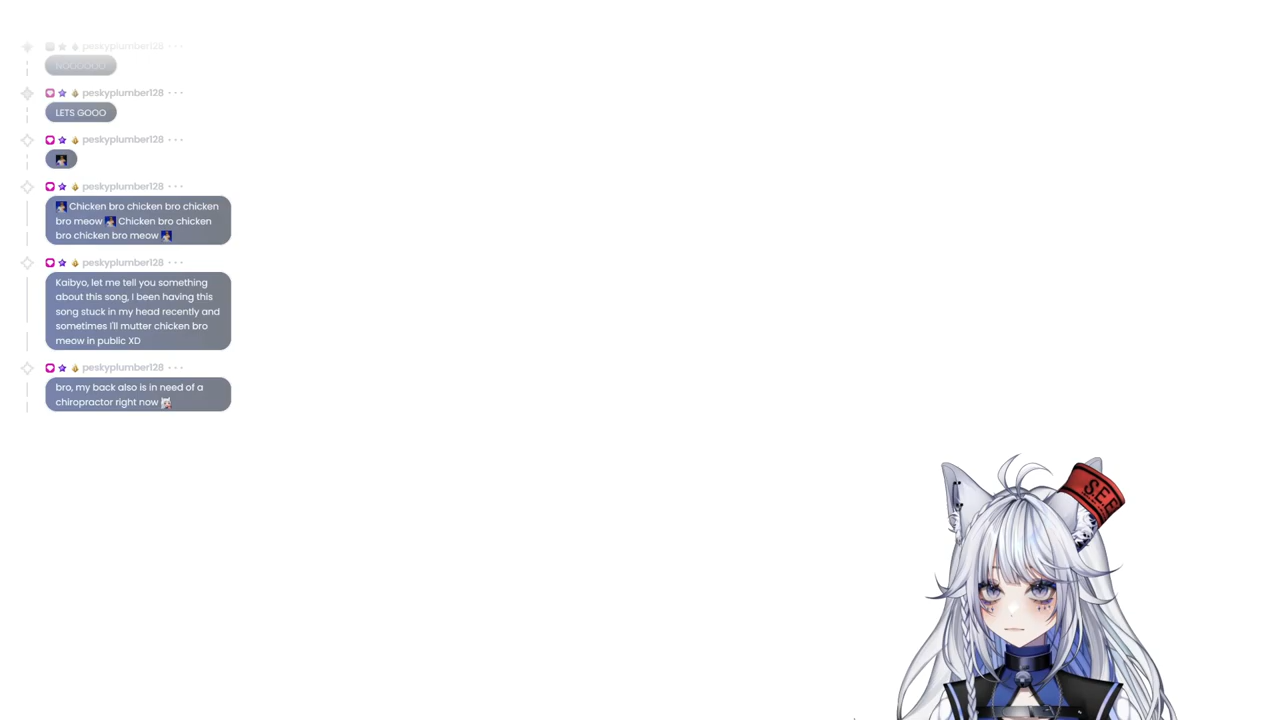 peskyplumber128
NOOOOOO
peskyplumber128
LETS GOOO
peskyplumber128
peskyplumber128
Chicken bro chicken bro chicken
bro meow Chicken bro chicken
bro chicken bro meow
peskyplumber128
Kaibyo, let me tell you something
about this song, I been having this
song stuck in my head recently and
sometimes I'll mutter chicken bro
meow in public XD
peskyplumber128
bro, my back also is in need of a
chiropractor right now
S.E.E